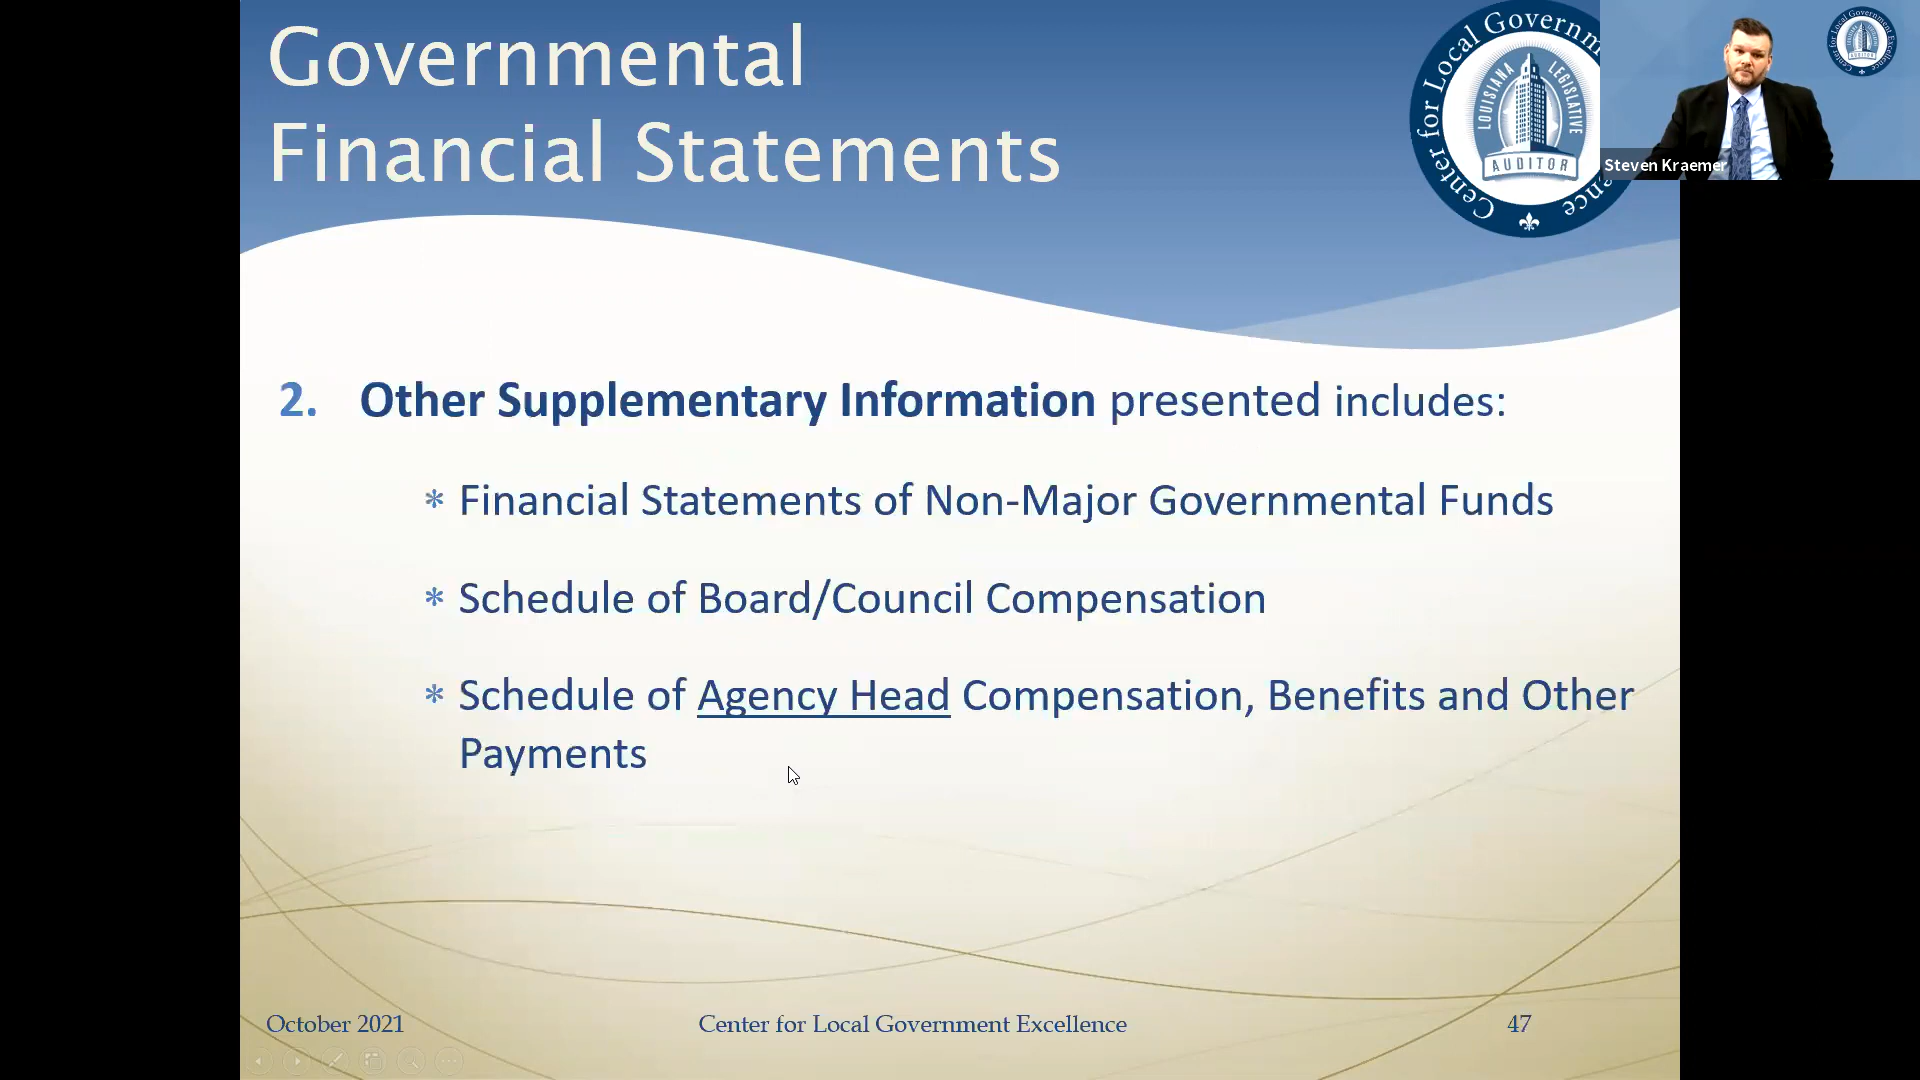 Governmental
Financial Statements
Center for Local Governm
ence
LOUISIANA LEGISLATIVE
AUDITOR
Steven Kraemer
2. Other Supplementary Information presented includes:
* Financial Statements of Non-Major Governmental Funds
* Schedule of Board/Council Compensation
* Schedule of Agency Head Compensation, Benefits and Other
Payments
October 2021
Center for Local Government Excellence
47